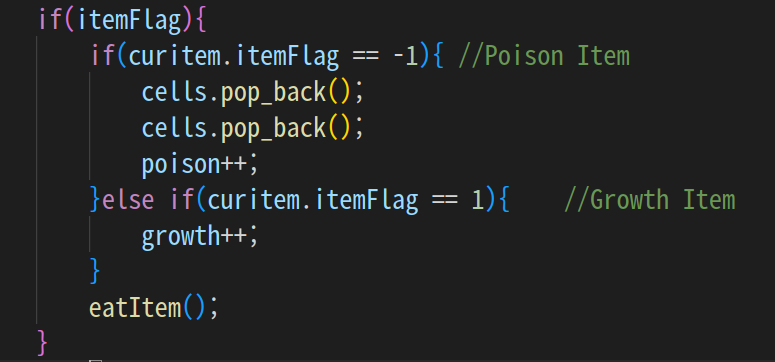 if(itemFlag){
if(curitem.itemFlag == -1){ //Poison Item
cells.pop_back();
cells.pop_back();
poison++;
}else if(curitem.itemFlag == 1){ //Growth Item
growth++;
}
eatItem();
}